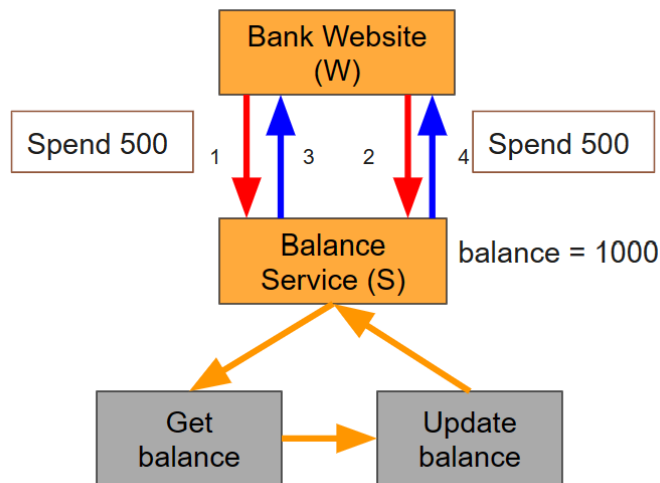 Bank Website
(W)
Spend 500
1
3
2
4
Spend 500
Balance
Service (S)
balance = 1000
Get
balance
Update
balance